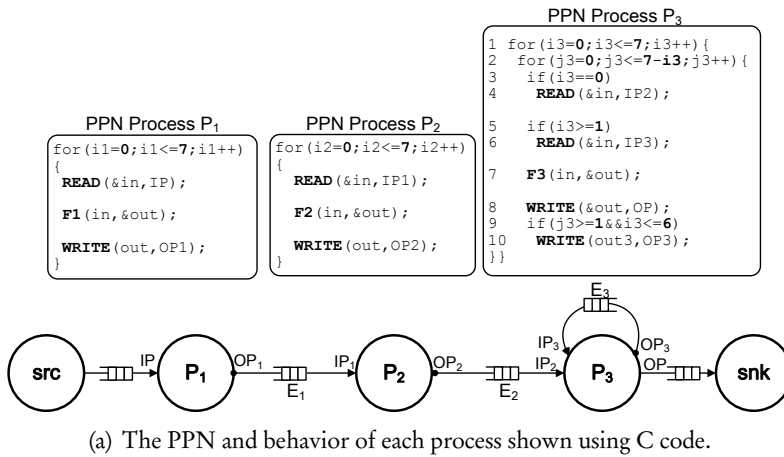 PPN Process P3
1 for(i3=0;i3<=7;i3++){
2 for(j3=0;j3<=7-i3;j3++){
3 if(i3==0)
4 READ(&in,IP2);
5 if(i3>=1)
6 READ(&in,IP3);
7 F3(in,&out);
8 WRITE(&out,OP);
9 if(j3>=1&&i3<=6)
10 WRITE(out3,OP3);
}}
PPN Process P1
for(i1=0;i1<=7;i1++)
{
READ(&in,IP);
F1(in,&out);
WRITE(out,OP1);
}
PPN Process P2
for(i2=0;i2<=7;i2++)
{
READ(&in,IP1);
F2(in,&out);
WRITE(out,OP2);
}
E3
IP3 OP3
src IP P1 OP1 E1 IP1 P2 OP2 E2 IP2 P3 OP snk
(a) The PPN and behavior of each process shown using C code.